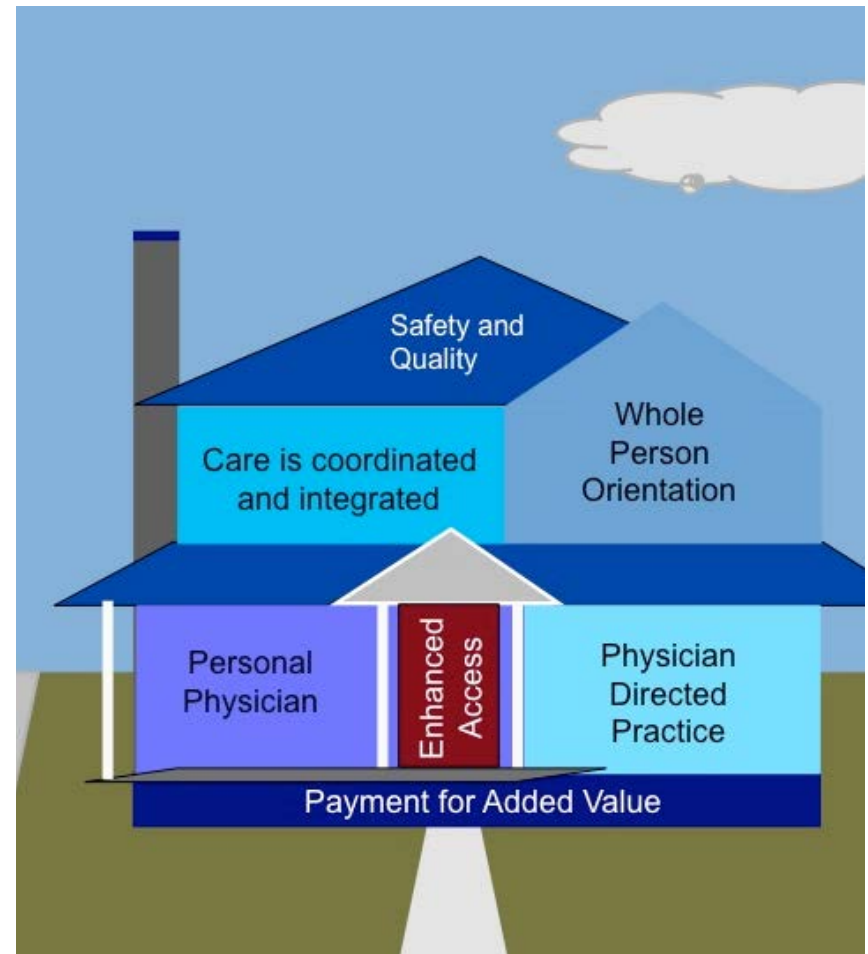 Safety and
Quality
Whole
Person
Orientation
Care is coordinated
and integrated
Personal
Physician
Enhanced
Access
Physician
Directed
Practice
Payment for Added Value